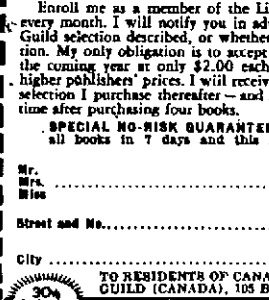 Enroll me as a member of the Li
every month. I will notify you in ad
Guild selection described, or whether
tion. My only obligation is to accept
the coming year at only $2.00 each
higher publishers' prices. I will receiv
selection I purchase thereafter — and
time after purchasing four books.
SPECIAL NO-RISK GUARANTEE
all books in 7 days and this
Mr.
Mrs.
Miss
Street and No.
City
TO RESIDENTS OF CANA
GUILD (CANADA), 105 B
30%